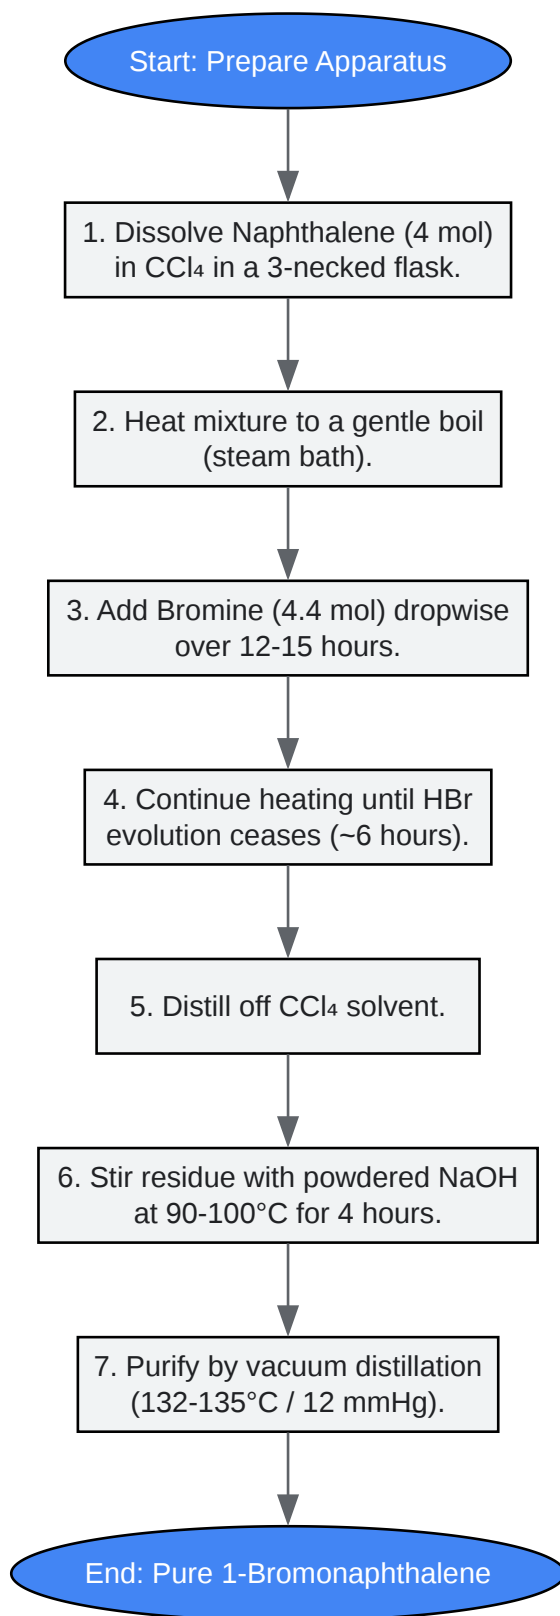 Start: Prepare Apparatus
1. Dissolve Naphthalene (4 mol)
in CCl₄ in a 3-necked flask.
2. Heat mixture to a gentle boil
(steam bath).
3. Add Bromine (4.4 mol) dropwise
over 12-15 hours.
4. Continue heating until HBr
evolution ceases (~6 hours).
5. Distill off CCl₄ solvent.
6. Stir residue with powdered NaOH
at 90-100°C for 4 hours.
7. Purify by vacuum distillation
(132-135°C / 12 mmHg).
End: Pure 1-Bromonaphthalene